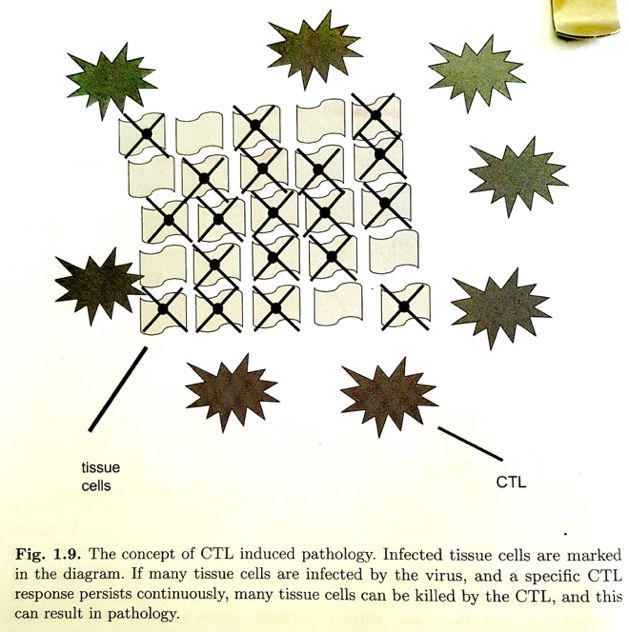 tissue
cells
CTL
Fig. 1.9. The concept of CTL induced pathology. Infected tissue cells are marked
in the diagram. If many tissue cells are infected by the virus, and a specific CTL
response persists continuously, many tissue cells can be killed by the CTL, and this
can result in pathology.